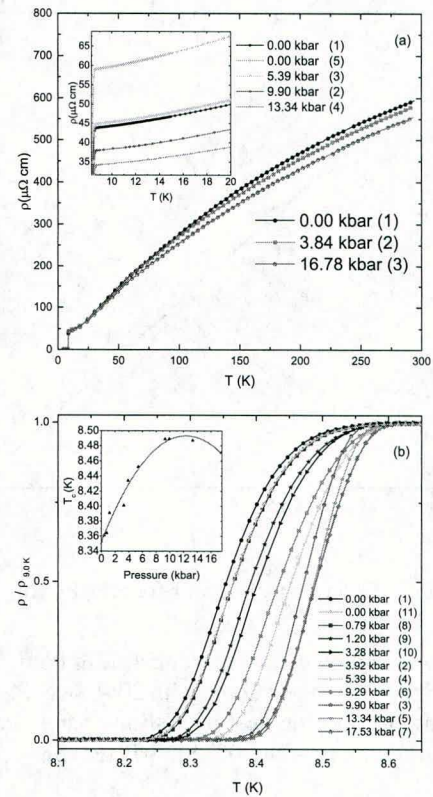 800
700
600
500
400
300
200
100
0
ρ(μΩ cm)
(a)
65
60
55
50
45
40
35
ρ(μΩ cm)
10 12 14 16 18 20
T (K)
0.00 kbar (1)
0.00 kbar (5)
5.39 kbar (3)
9.90 kbar (2)
13.34 kbar (4)
0.00 kbar (1)
3.84 kbar (2)
16.78 kbar (3)
0 50 100 150 200 250 300
T (K)
1.0
0.5
0.0
ρ / ρ 9.0 K
(b)
8.50
8.48
8.46
8.44
8.42
8.40
8.38
8.36
8.34
Tc(K)
0 2 4 6 8 10 12 14 16
Pressure (kbar)
0.00 kbar (1)
0.00 kbar (11)
0.79 kbar (8)
1.20 kbar (9)
3.28 kbar (10)
3.92 kbar (2)
5.39 kbar (4)
9.29 kbar (6)
9.90 kbar (3)
13.34 kbar (5)
17.53 kbar (7)
8.1 8.2 8.3 8.4 8.5 8.6
T (K)